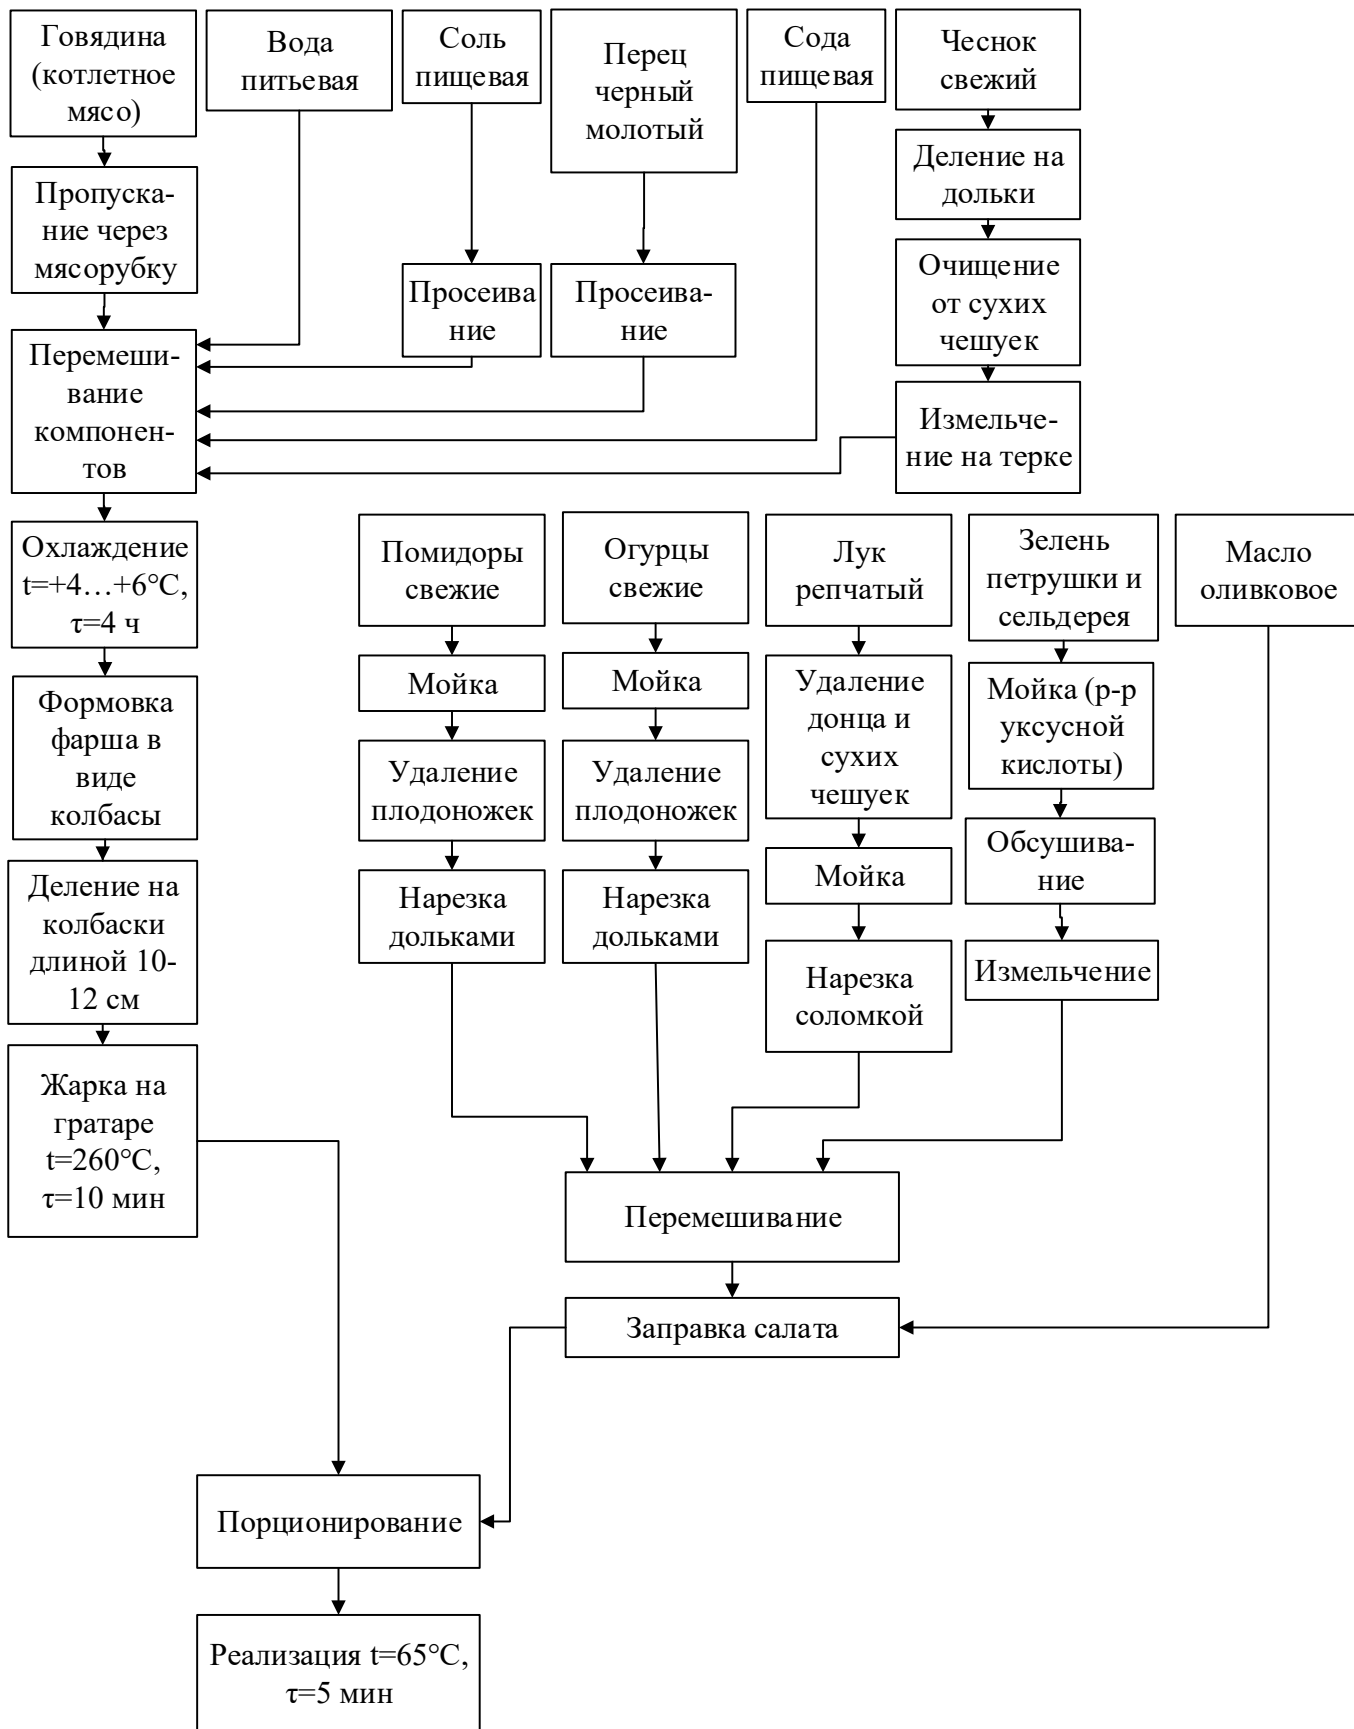 Говядина
(котлетное
мясо)
Вода
питьевая
Соль
пищевая
Перец
черный
молотый
Сода
пищевая
Чеснок
свежий
Пропуска-
ние через
мясорубку
Деление на
дольки
Просеива
ние
Просеива-
ние
Очищение
от сухих
чешуек
Перемеши-
вание
компонен-
тов
Измельче-
ние на терке
Охлаждение
t=+4…+6°С,
τ=4 ч
Помидоры
свежие
Огурцы
свежие
Лук
репчатый
Зелень
петрушки и
сельдерея
Масло
оливковое
Формовка
фарша в
виде
колбасы
Мойка
Мойка
Удаление
донца и
сухих
чешуек
Мойка (р-р
уксусной
кислоты)
Удаление
плодоножек
Удаление
плодоножек
Обсушива-
ние
Деление на
колбаски
длиной 10-
12 см
Нарезка
дольками
Нарезка
дольками
Мойка
Измельчение
Нарезка
соломкой
Жарка на
гратаре
t=260°С,
τ=10 мин
Перемешивание
Заправка салата
Порционирование
Реализация t=65°С,
τ=5 мин